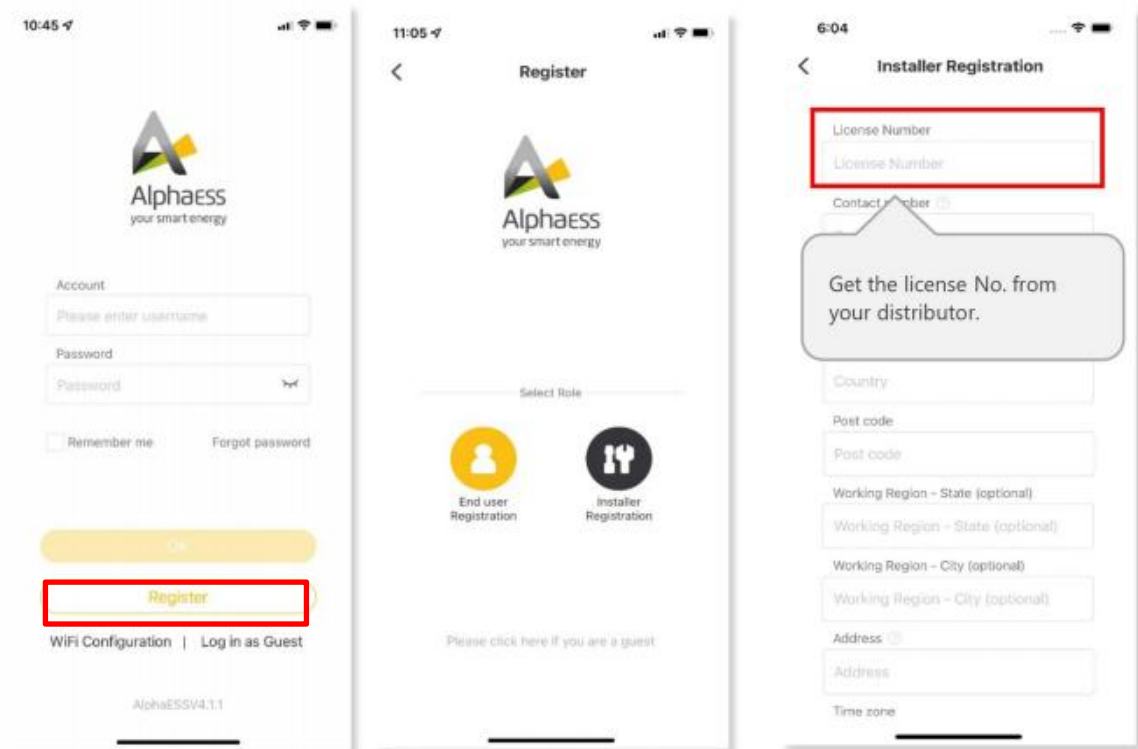 10:45
AlphaESS
your smart energy
Account
Please enter username
Password
Password
Remember me Forgot password
Register
WiFi Configuration | Log in as Guest
AlphaESSV4.1.1
11:05
Register
AlphaESS
your smart energy
Select Role
End user
Registration
Installer
Registration
Please click here if you are a guest
6:04
Installer Registration
License Number
License Number
Contact number
Get the license No. from
your distributor.
Country
Post code
Post code
Working Region - State (optional)
Working Region - State (optional)
Working Region - City (optional)
Working Region - City (optional)
Address
Address
Time zone